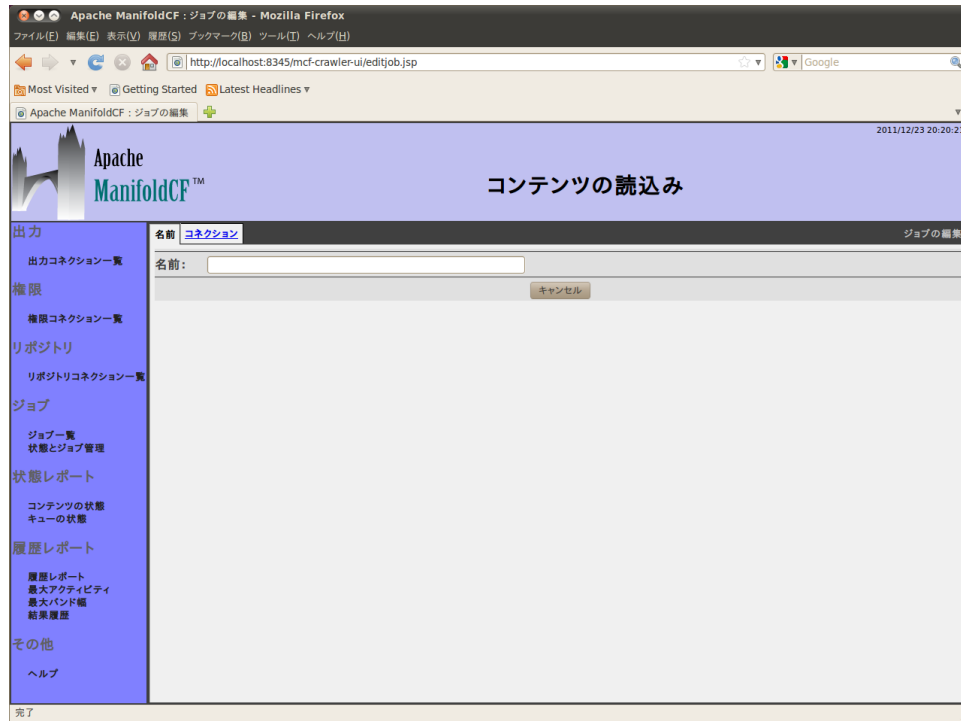 Apache ManifoldCF : ジョブの編集 - Mozilla Firefox
ファイル(F) 編集(E) 表示(V) 履歴(S) ブックマーク(B) ツール(T) ヘルプ(H)
http://localhost:8345/mcf-crawler-ui/editjob.jsp
Google
Most Visited Getting Started Latest Headlines
Apache ManifoldCF : ジョブの編集
2011/12/23 20:20:21
Apache
ManifoldCF™
コンテンツの読込み
名前 コネクション
ジョブの編集
名前:
キャンセル
出力
出力コネクション一覧
権限
権限コネクション一覧
リポジトリ
リポジトリコネクション一覧
ジョブ
ジョブ一覧
状態とジョブ管理
状態レポート
コンテンツの状態
キューの状態
履歴レポート
履歴レポート
最大アクティビティ
最大バンド幅
結果履歴
その他
ヘルプ
完了